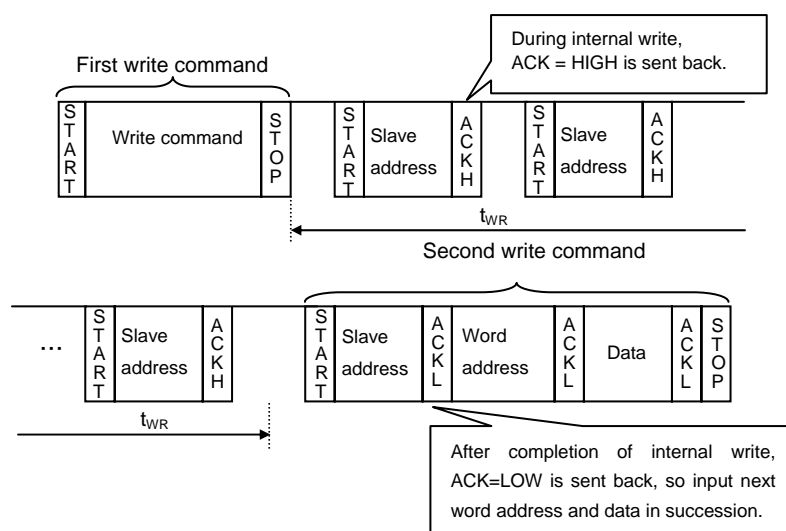 During internal write,
ACK = HIGH is sent back.
First write command
START
Write command
STOP
START
Slave
address
ACKH
START
Slave
address
ACKH
tWR
Second write command
...
START
Slave
address
ACKH
START
Slave
address
ACKL
Word
address
ACKL
Data
ACKL
STOP
tWR
After completion of internal write,
ACK=LOW is sent back, so input next
word address and data in succession.